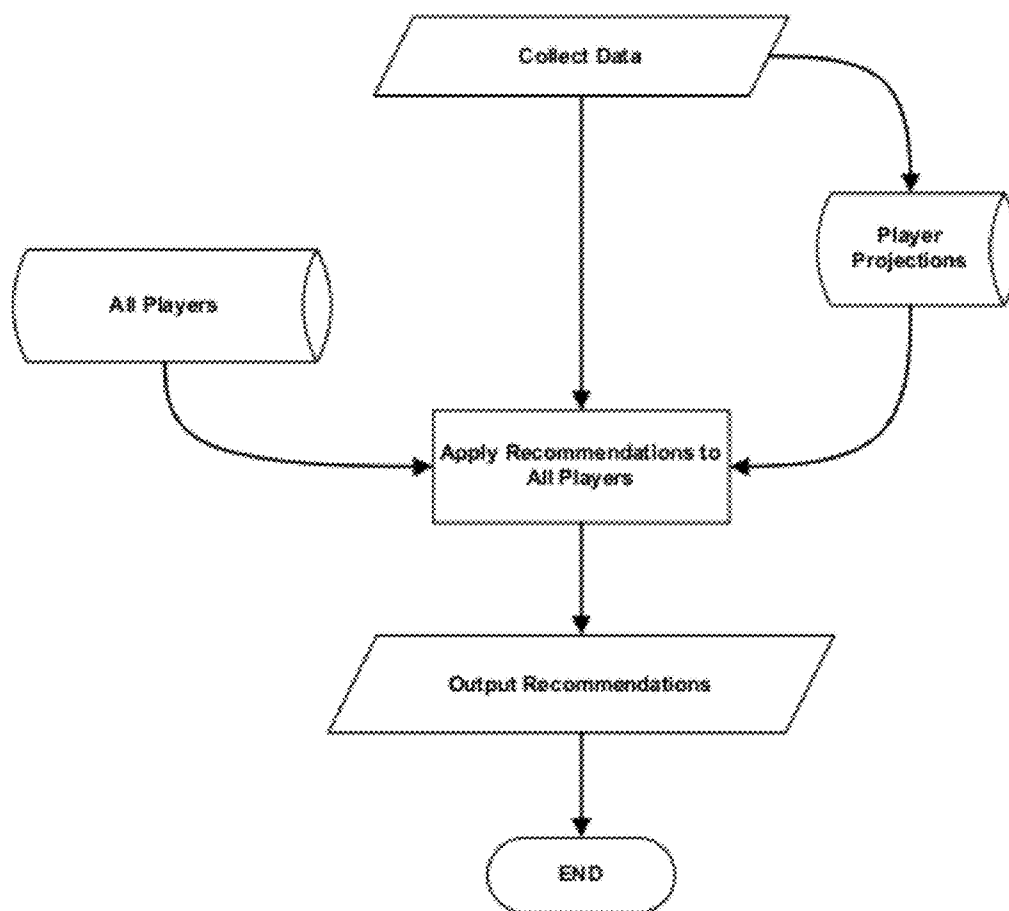 Collect Data
Player
Projections
All Players
Apply Recommendations to
All Players
Output Recommendations
END